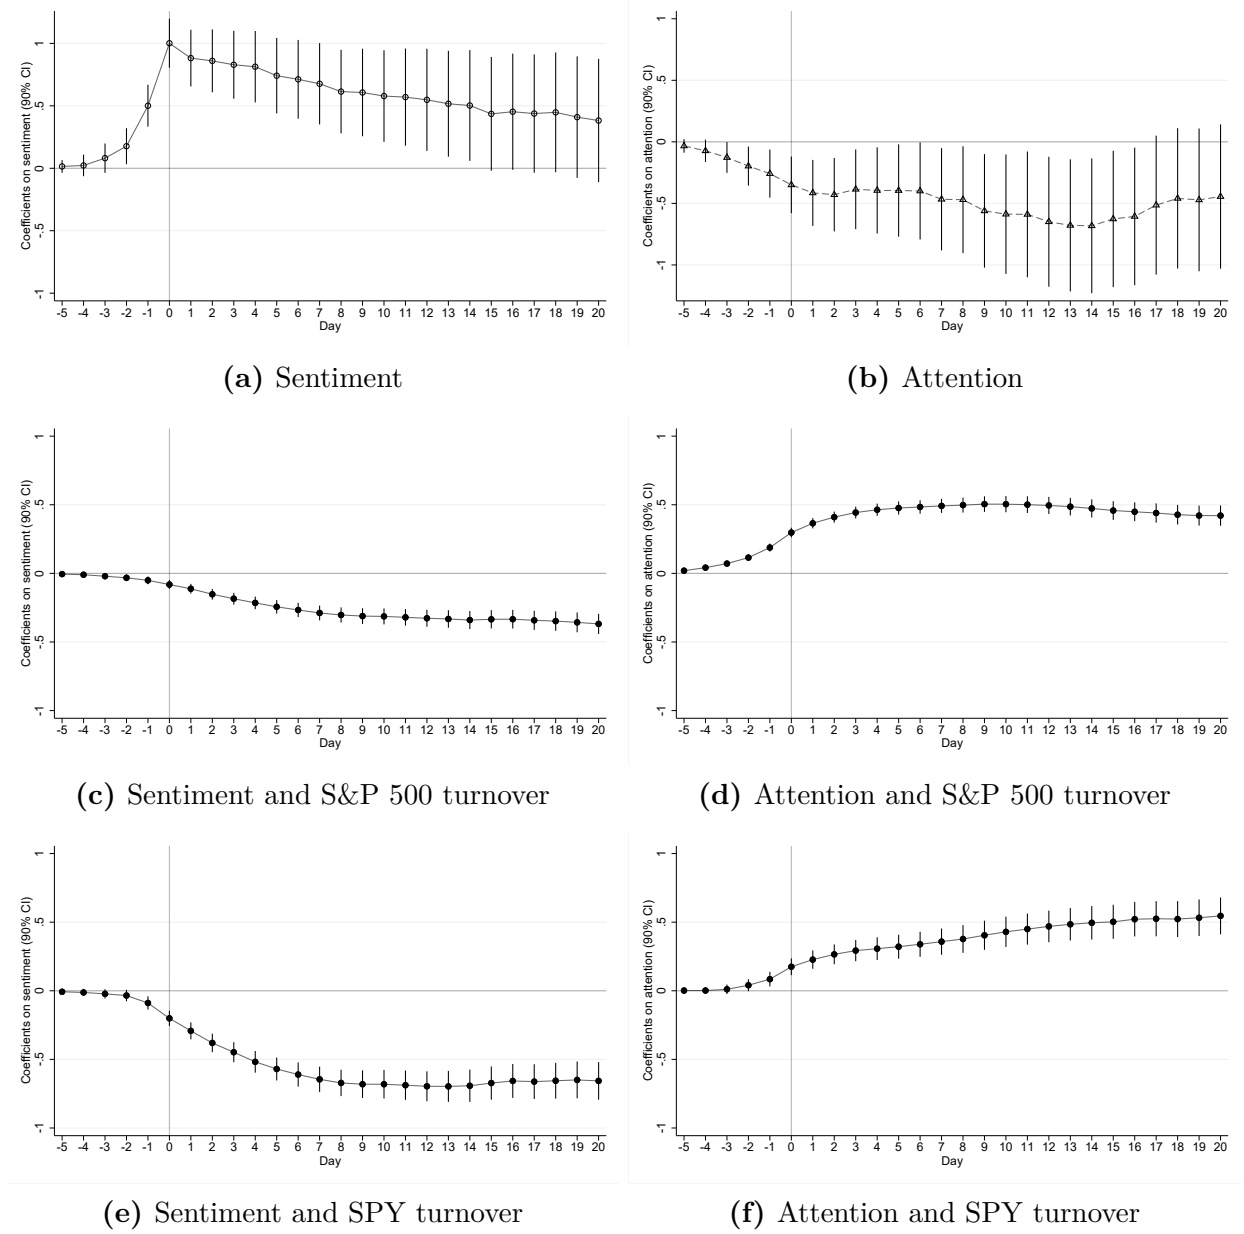 Coefficients on sentiment (90% CI)
1
.5
0
-.5
-1
-5 -4 -3 -2 -1 0 1 2 3 4 5 6 7 8 9 10 11 12 13 14 15 16 17 18 19 20
Day
(a) Sentiment
Coefficients on attention (90% CI)
1
.5
0
-.5
-1
-5 -4 -3 -2 -1 0 1 2 3 4 5 6 7 8 9 10 11 12 13 14 15 16 17 18 19 20
Day
(b) Attention
Coefficients on sentiment (90% CI)
1
.5
0
-.5
-1
-5 -4 -3 -2 -1 0 1 2 3 4 5 6 7 8 9 10 11 12 13 14 15 16 17 18 19 20
Day
(c) Sentiment and S&P 500 turnover
Coefficients on attention (90% CI)
1
.5
0
-.5
-1
-5 -4 -3 -2 -1 0 1 2 3 4 5 6 7 8 9 10 11 12 13 14 15 16 17 18 19 20
Day
(d) Attention and S&P 500 turnover
Coefficients on sentiment (90% CI)
1
.5
0
-.5
-1
-5 -4 -3 -2 -1 0 1 2 3 4 5 6 7 8 9 10 11 12 13 14 15 16 17 18 19 20
Day
(e) Sentiment and SPY turnover
Coefficients on attention (90% CI)
1
.5
0
-.5
-1
-5 -4 -3 -2 -1 0 1 2 3 4 5 6 7 8 9 10 11 12 13 14 15 16 17 18 19 20
Day
(f) Attention and SPY turnover